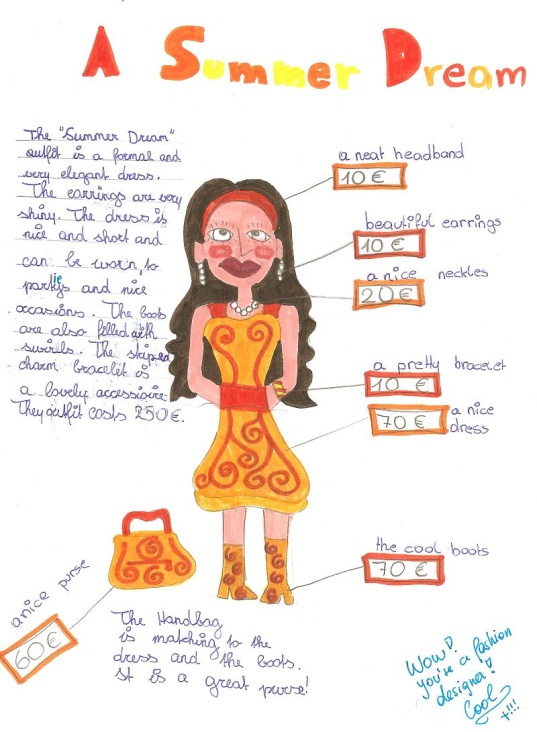 A Summer Dream
The "Summer Dream"
outfit is a formal and
very elegant dress.
The earrings are very
shiny. The dress is
nice and short and
can be worn, to
partys and nice
ie
occasions. The boots
are also filled with
swirls. The skiped
charm bracelet is
a lovely accessioire
They outfit costs 250€.
a neat headband
10 €
beautiful earrings
10 €
a nice neckles
20 €
a pretty bracelet
10 €
70 €
a nice
dress
the cool boots
70 €
a nice purse
60 €
The Handbag
is matching to the
dress and the boots.
It is a great purse!
Wow!
you're a fashion
designer!
Cool
+!!!